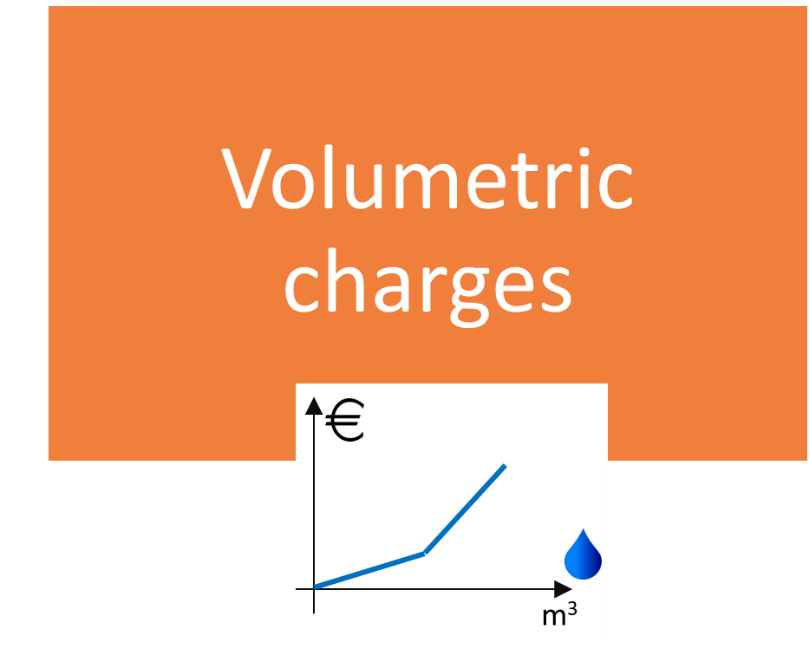 Volumetric
charges
€
m³